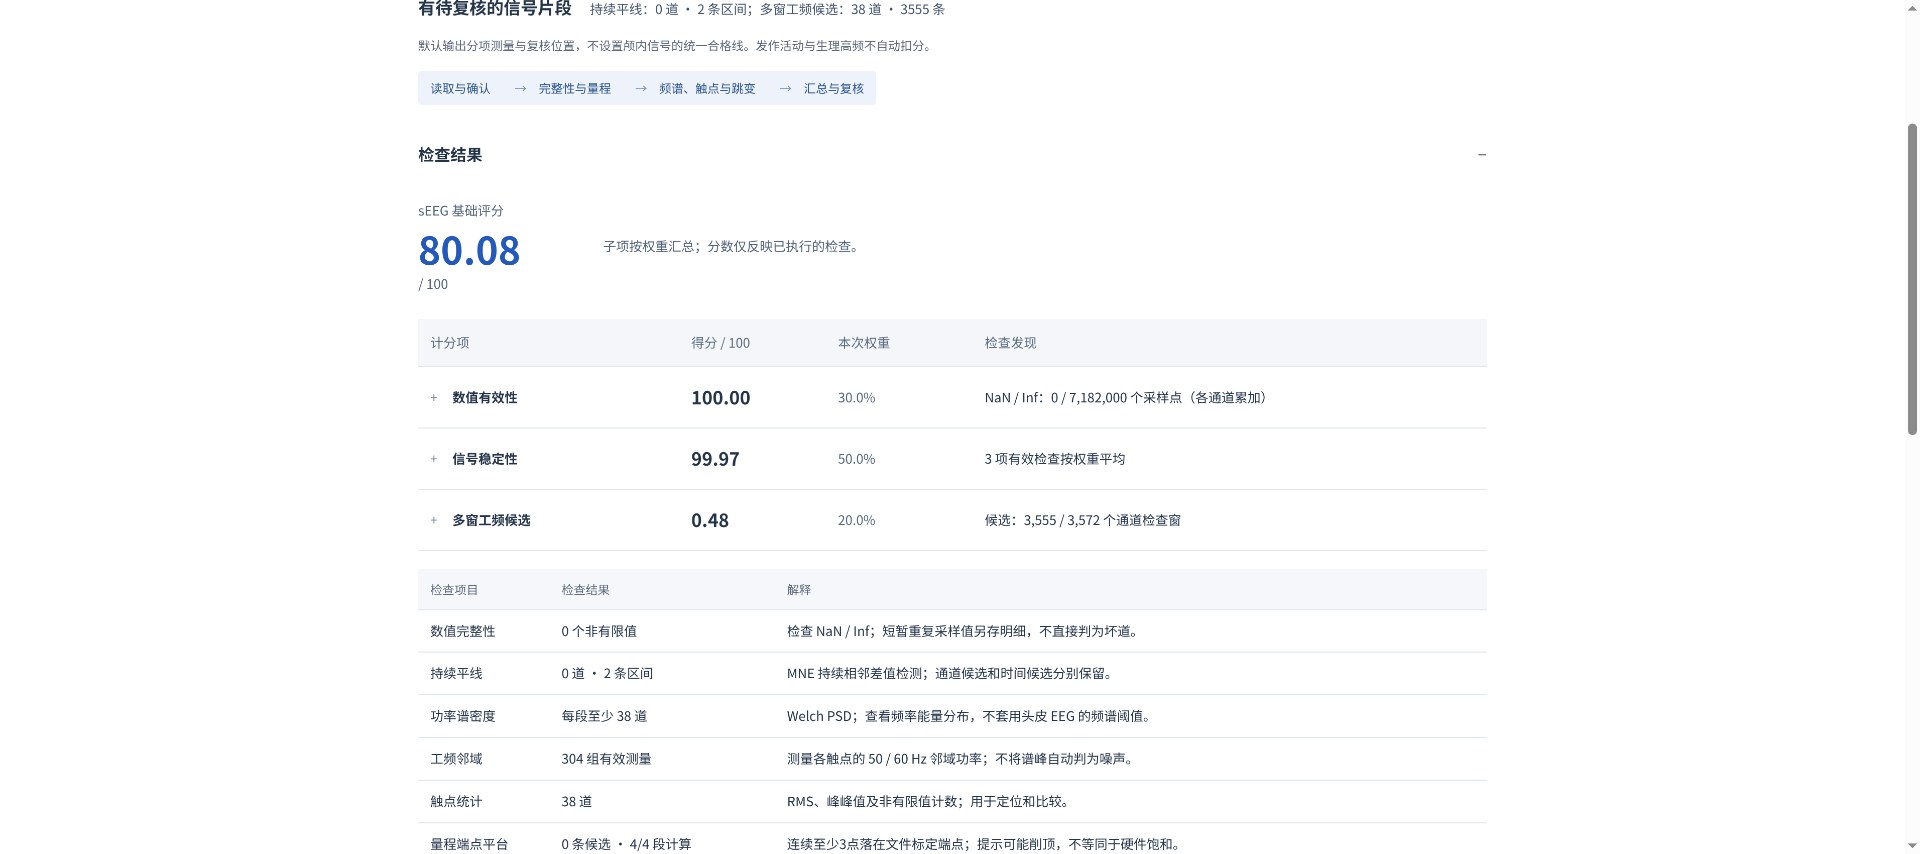 有待复核的信号片段 持续平线：0 道 · 2 条区间；多窗工频候选：38 道 · 3555 条
默认输出分项测量与复核位置，不设置颅内信号的统一合格线。发作活动与生理高频不自动扣分。
读取与确认 → 完整性与量程 → 频谱、触点与跳变 → 汇总与复核
检查结果 −
sEEG 基础评分
80.08 子项按权重汇总；分数仅反映已执行的检查。
/ 100
计分项 得分 / 100 本次权重 检查发现
+ 数值有效性 100.00 30.0% NaN / Inf：0 / 7,182,000 个采样点（各通道累加）
+ 信号稳定性 99.97 50.0% 3 项有效检查按权重平均
+ 多窗工频候选 0.48 20.0% 候选：3,555 / 3,572 个通道检查窗
检查项目 检查结果 解释
数值完整性 0 个非有限值 检查 NaN / Inf；短暂重复采样值另存明细，不直接判为坏道。
持续平线 0 道 · 2 条区间 MNE 持续相邻差值检测；通道候选和时间候选分别保留。
功率谱密度 每段至少 38 道 Welch PSD；查看频率能量分布，不套用头皮 EEG 的频谱阈值。
工频邻域 304 组有效测量 测量各触点的 50 / 60 Hz 邻域功率；不将谱峰自动判为噪声。
触点统计 38 道 RMS、峰峰值及非有限值计数；用于定位和比较。
量程端点平台 0 条候选 · 4/4 段计算 连续至少3点落在文件标定端点；提示可能削顶，不等同于硬件饱和。